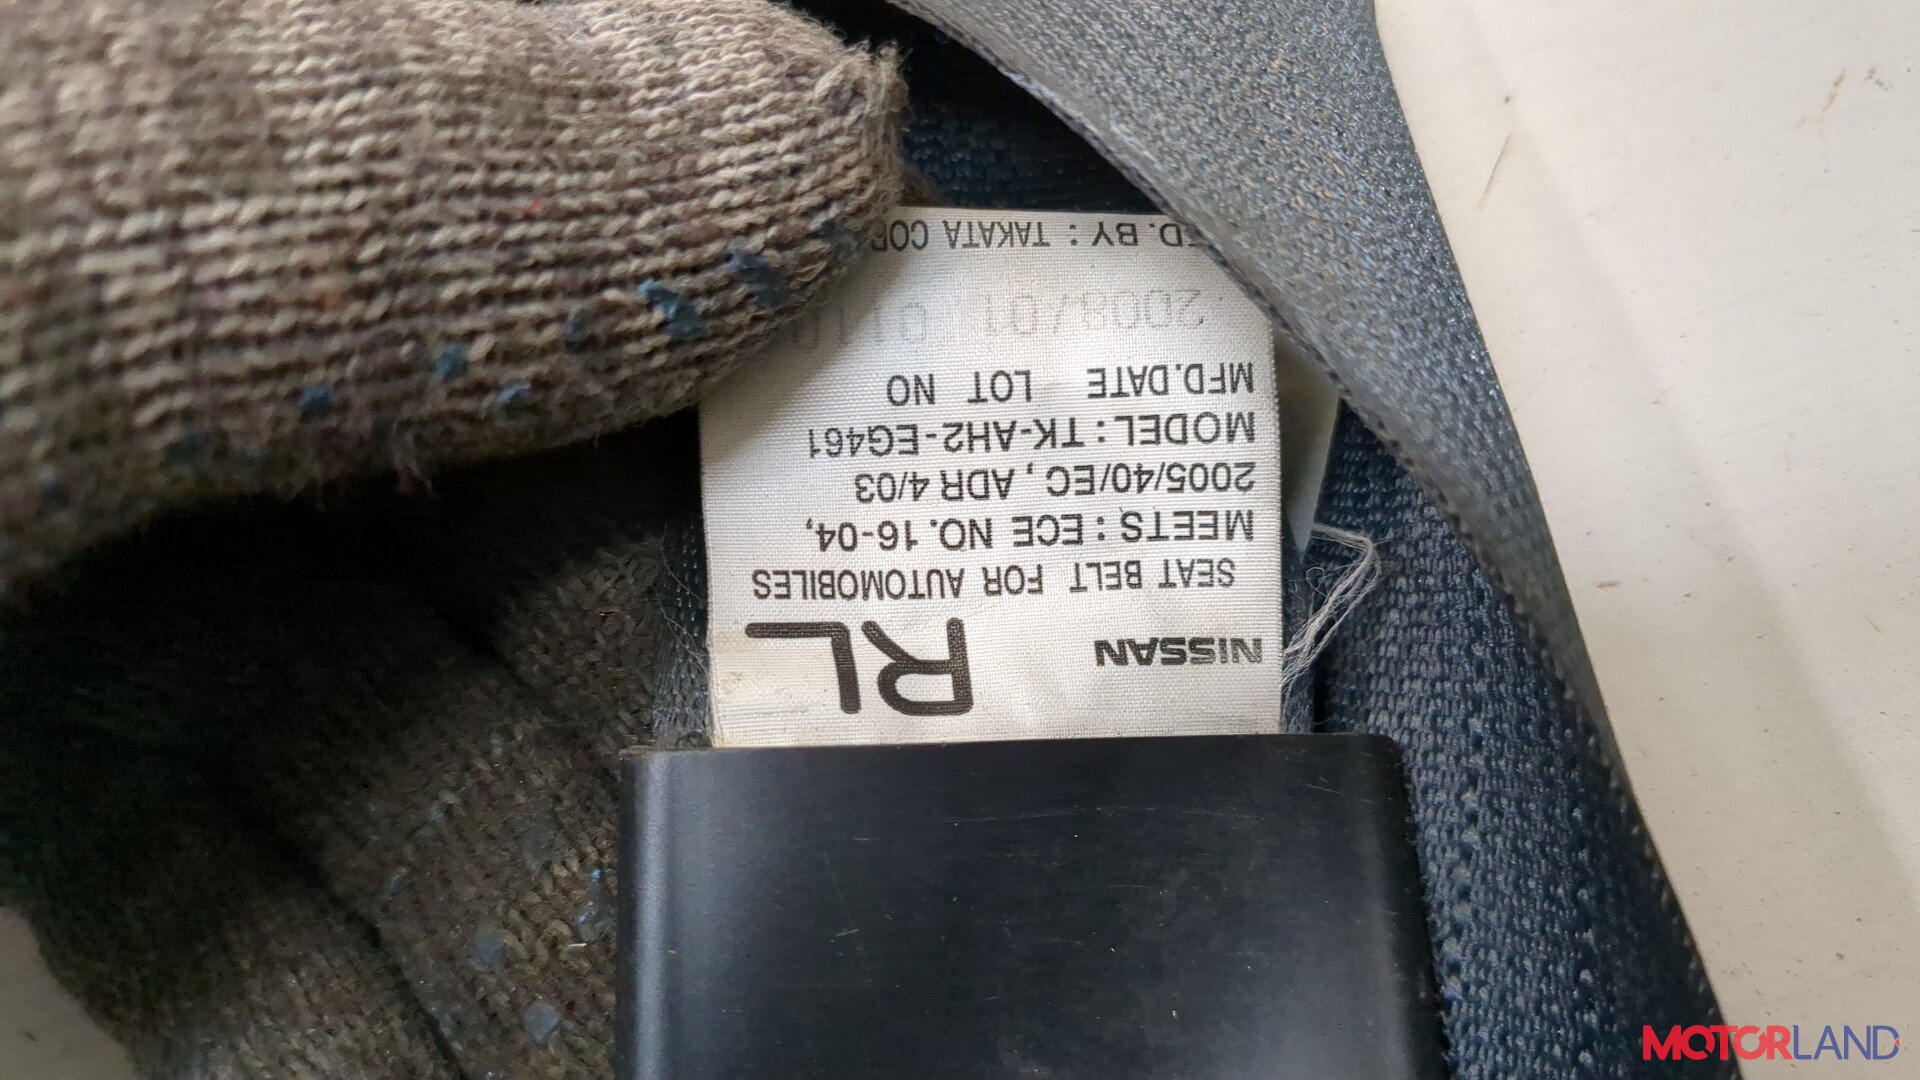 NISSAN RL
SEAT BELT FOR AUTOMOBILES
MEETS : ECE NO. 16-04,
2005/40/EC , ADR 4/03
MODEL : TK-AH2-EG461
MFD.DATE LOT NO
2008/01
BY : TAKATA
MOTORLAND